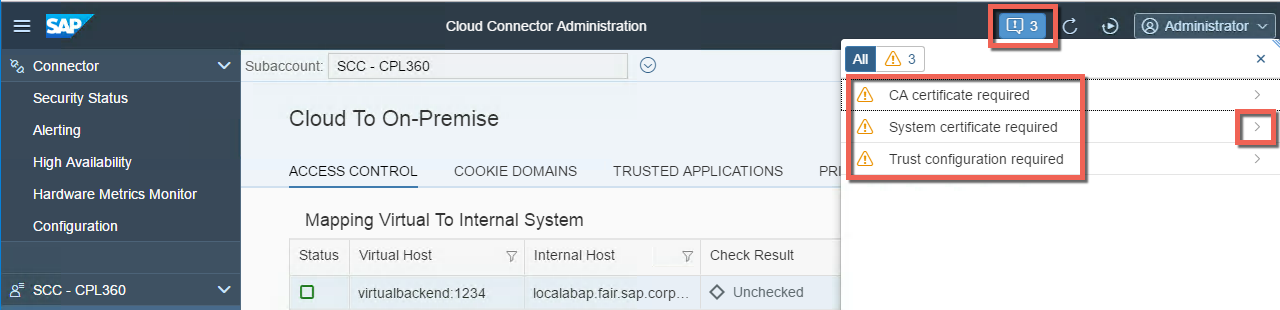 SAP
Cloud Connector Administration
3
Administrator
Connector
Security Status
Alerting
High Availability
Hardware Metrics Monitor
Configuration
SCC - CPL360
Subaccount: SCC - CPL360
Cloud To On-Premise
ACCESS CONTROL COOKIE DOMAINS TRUSTED APPLICATIONS PRI
Mapping Virtual To Internal System
Status Virtual Host Internal Host Check Result
virtualbackend:1234 localabap.fair.sap.corp... Unchecked
All 3
CA certificate required
System certificate required
Trust configuration required